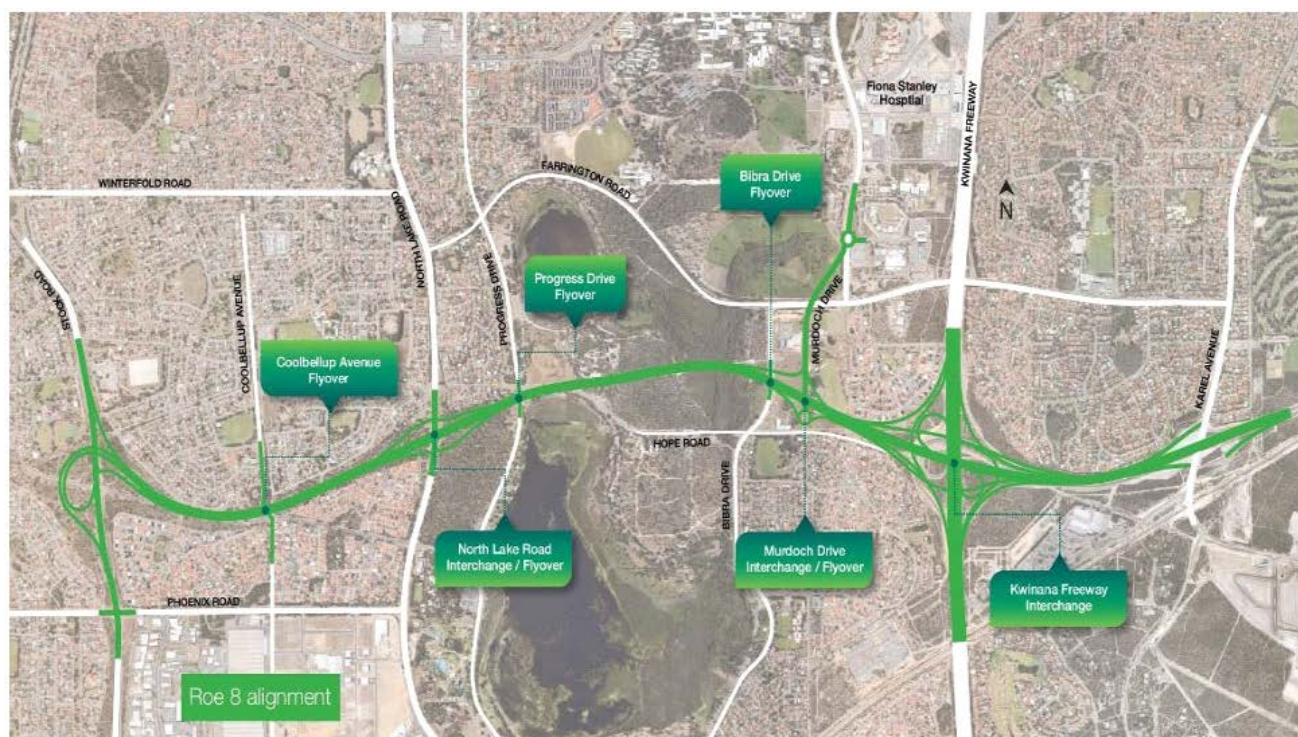 Fiona Stanley
Hosptial
KWINANA FREEWAY
FARRINGTON ROAD
Bibra Drive
Flyover
WINTERFOLD ROAD
N
NORTH LAKE ROAD
Progress Drive
Flyover
STOCK ROAD
COOLBELLUP AVENUE
PROGRESS DRIVE
MURDOCH DRIVE
Coolbellup Avenue
Flyover
KAREL AVENUE
HOPE ROAD
BIBRA DRIVE
North Lake Road
Interchange / Flyover
Murdoch Drive
Interchange / Flyover
Kwinana Freeway
Interchange
PHOENIX ROAD
Roe 8 alignment